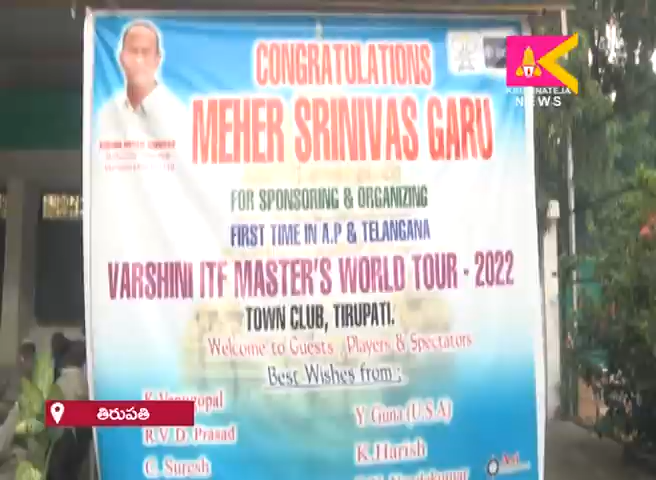 CONGRATULATIONS
MEHER SRINIVAS GARU
FOR SPONSORING & ORGANIZING
FIRST TIME IN A.P & TELANGANA
VARSHINI ITF MASTER'S WORLD TOUR - 2022
TOWN CLUB, TIRUPATI.
Welcome to Guests, Players & Spectators
Best Wishes from :
K.Venugopal
Y Guna (U.S.A)
R.V. D. Prasad
K.Harish
C. Suresh
NEWS
తిరుపతి